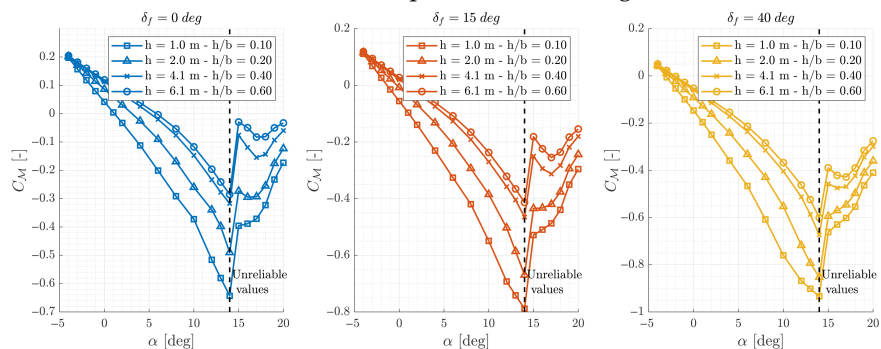 δf = 0 deg
h = 1.0 m - h/b = 0.10
h = 2.0 m - h/b = 0.20
h = 4.1 m - h/b = 0.40
h = 6.1 m - h/b = 0.60
0.2
0.1
0
-0.1
-0.2
-0.3
-0.4
-0.5
-0.6
-0.7
CM [-]
Unreliable
values
-5
0
5
10
15
20
α [deg]
δf = 15 deg
h = 1.0 m - h/b = 0.10
h = 2.0 m - h/b = 0.20
h = 4.1 m - h/b = 0.40
h = 6.1 m - h/b = 0.60
0.2
0
-0.2
-0.4
-0.6
-0.8
CM [-]
Unreliable
values
-5
0
5
10
15
20
α [deg]
δf = 40 deg
h = 1.0 m - h/b = 0.10
h = 2.0 m - h/b = 0.20
h = 4.1 m - h/b = 0.40
h = 6.1 m - h/b = 0.60
0.2
0
-0.2
-0.4
-0.6
-0.8
-1
CM [-]
Unreliable
values
-5
0
5
10
15
20
α [deg]